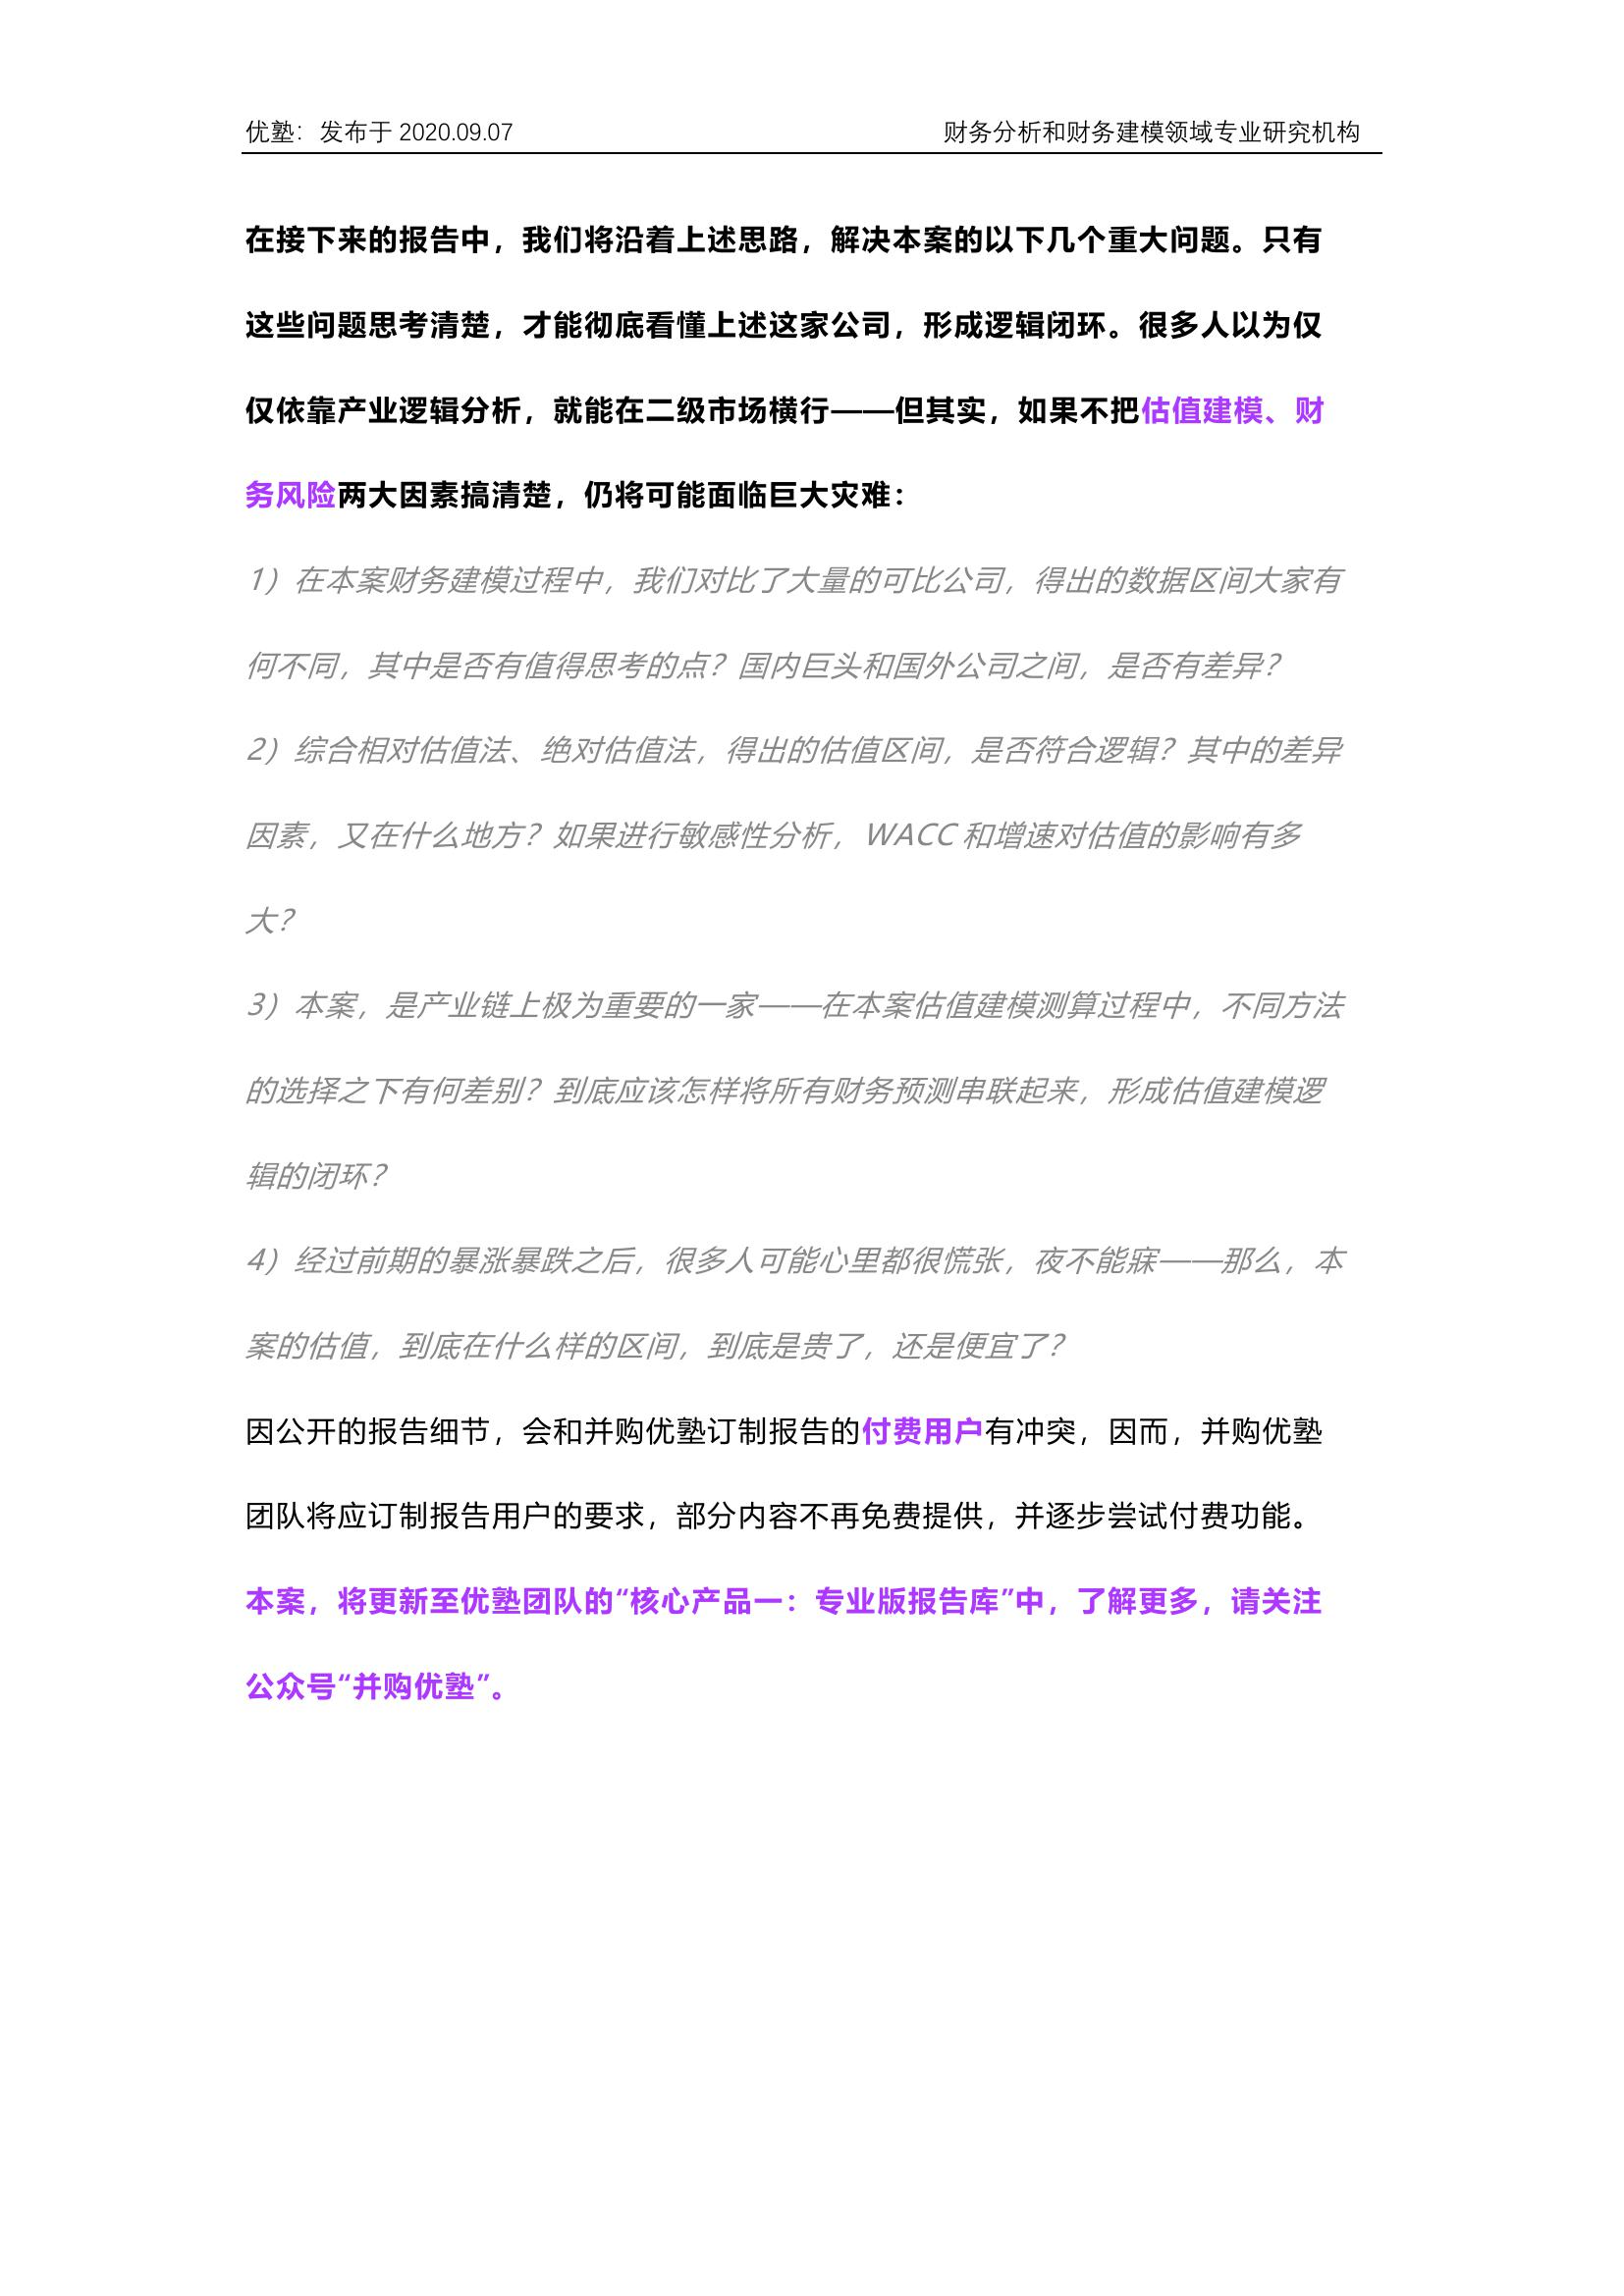 优塾：发布于 2020.09.07 财务分析和财务建模领域专业研究机构
在接下来的报告中，我们将沿着上述思路，解决本案的以下几个重大问题。只有
这些问题思考清楚，才能彻底看懂上述这家公司，形成逻辑闭环。很多人以为仅
仅依靠产业逻辑分析，就能在二级市场横行——但其实，如果不把估值建模、财
务风险两大因素搞清楚，仍将可能面临巨大灾难：
1）在本案财务建模过程中，我们对比了大量的可比公司，得出的数据区间大家有
何不同，其中是否有值得思考的点？国内巨头和国外公司之间，是否有差异？
2）综合相对估值法、绝对估值法，得出的估值区间，是否符合逻辑？其中的差异
因素，又在什么地方？如果进行敏感性分析，WACC 和增速对估值的影响有多
大？
3）本案，是产业链上极为重要的一家——在本案估值建模测算过程中，不同方法
的选择之下有何差别？到底应该怎样将所有财务预测串联起来，形成估值建模逻
辑的闭环？
4）经过前期的暴涨暴跌之后，很多人可能心里都很慌张，夜不能寐——那么，本
案的估值，到底在什么样的区间，到底是贵了，还是便宜了？
因公开的报告细节，会和并购优塾订制报告的付费用户有冲突，因而，并购优塾
团队将应订制报告用户的要求，部分内容不再免费提供，并逐步尝试付费功能。
本案，将更新至优塾团队的“核心产品一：专业版报告库”中，了解更多，请关注
公众号“并购优塾”。